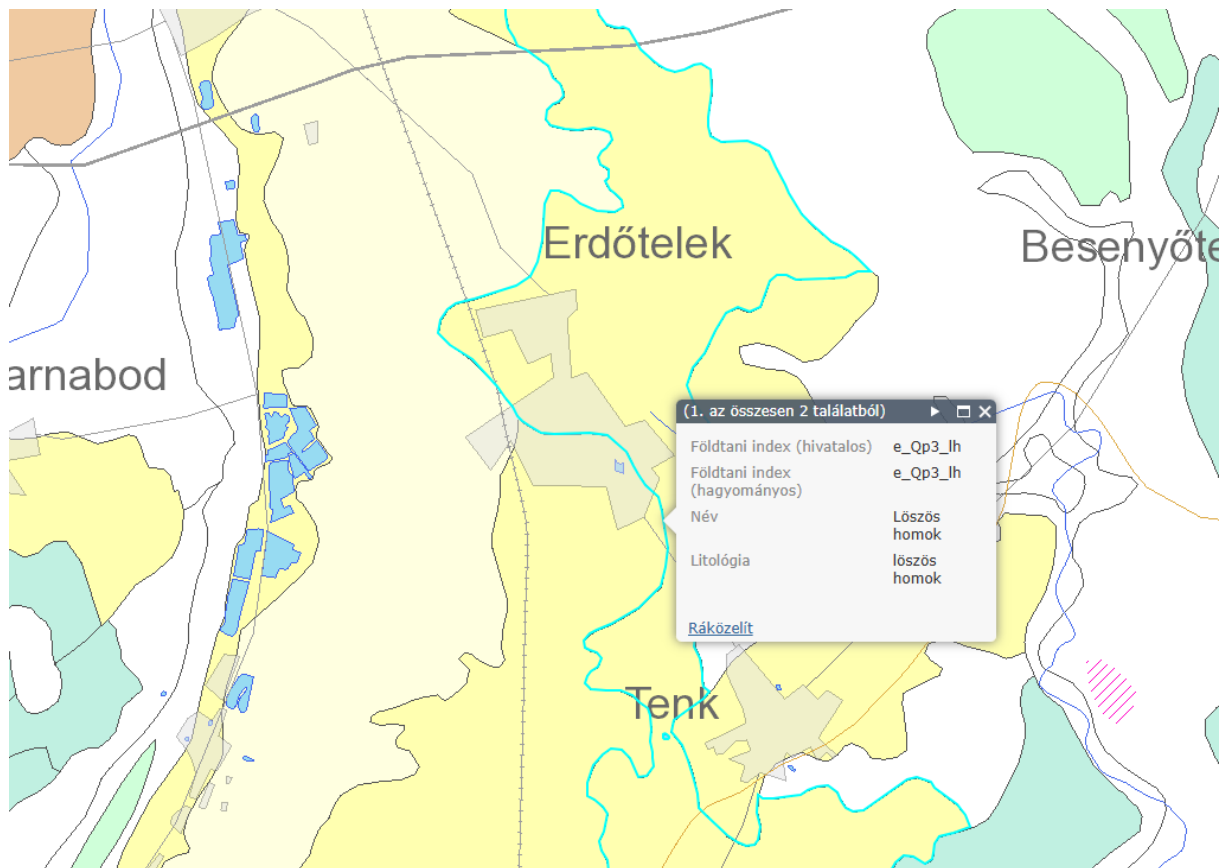 Erdőtelek
Besenyőte
arnabod
(1. az összesen 2 találatból)
Földtani index (hivatalos) e_Qp3_lh
Földtani index (hagyományos) e_Qp3_lh
Név Löszös homok
Litológia löszös homok
Ráközelít
Tenk